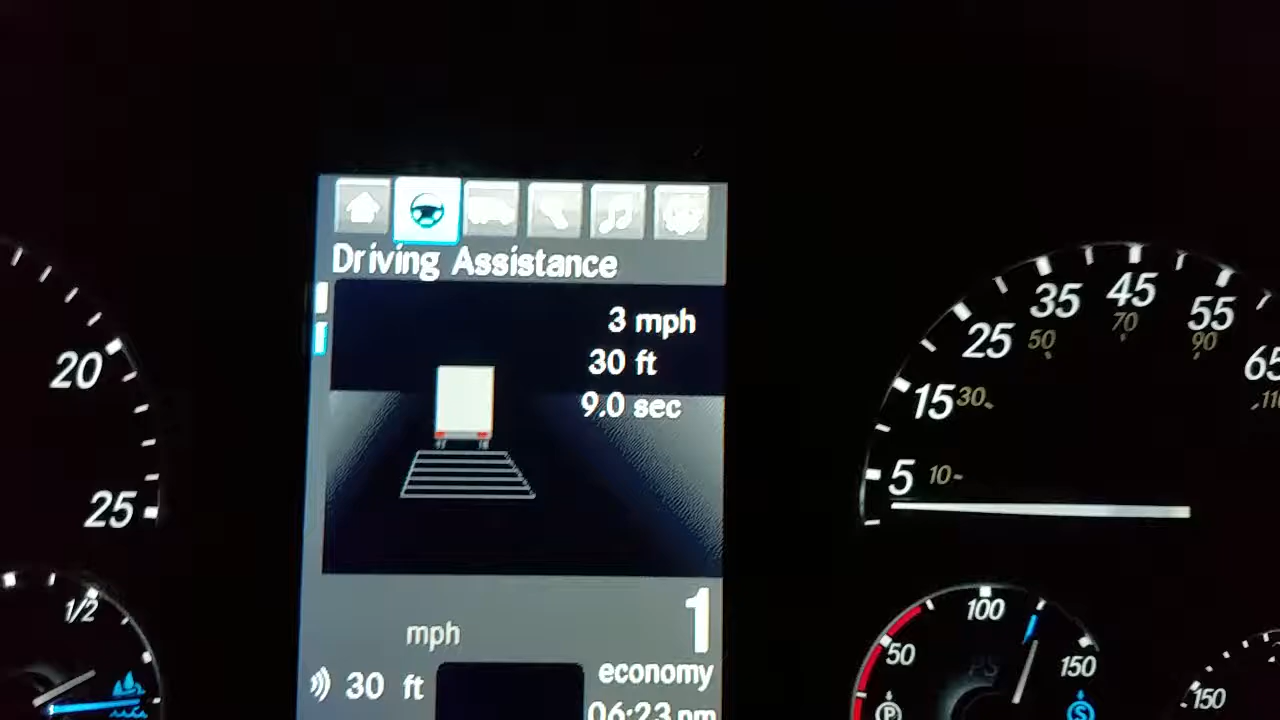 Driving Assistance
3 mph
30 ft
9.0 sec
mph
1
30 ft
economy
06:23 pm
20
25
1/2
5
15
25
35
45
55
65
10
30
50
70
90
50
100
150
P
S
150